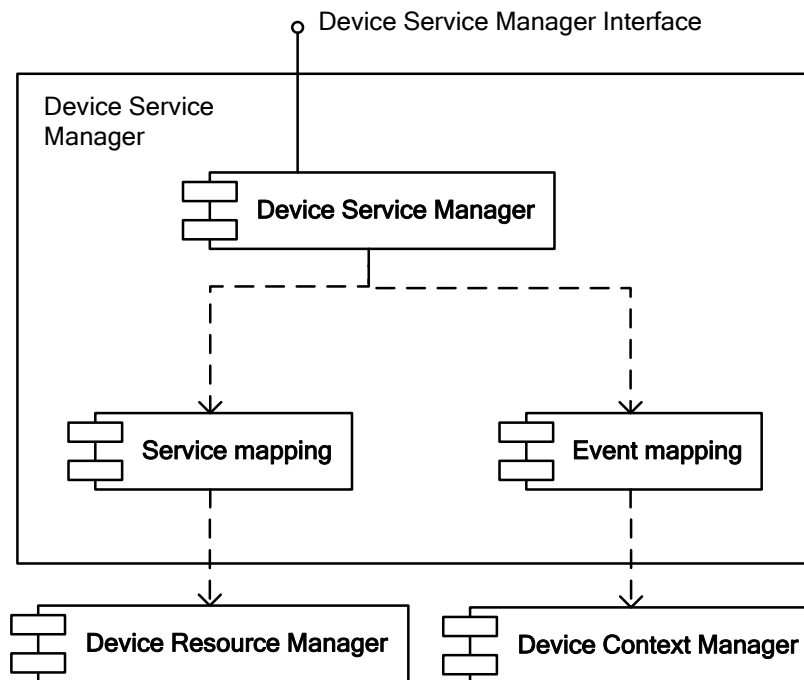 Device Service Manager Interface
Device Service
Manager
Device Service Manager
Service mapping
Event mapping
Device Resource Manager
Device Context Manager